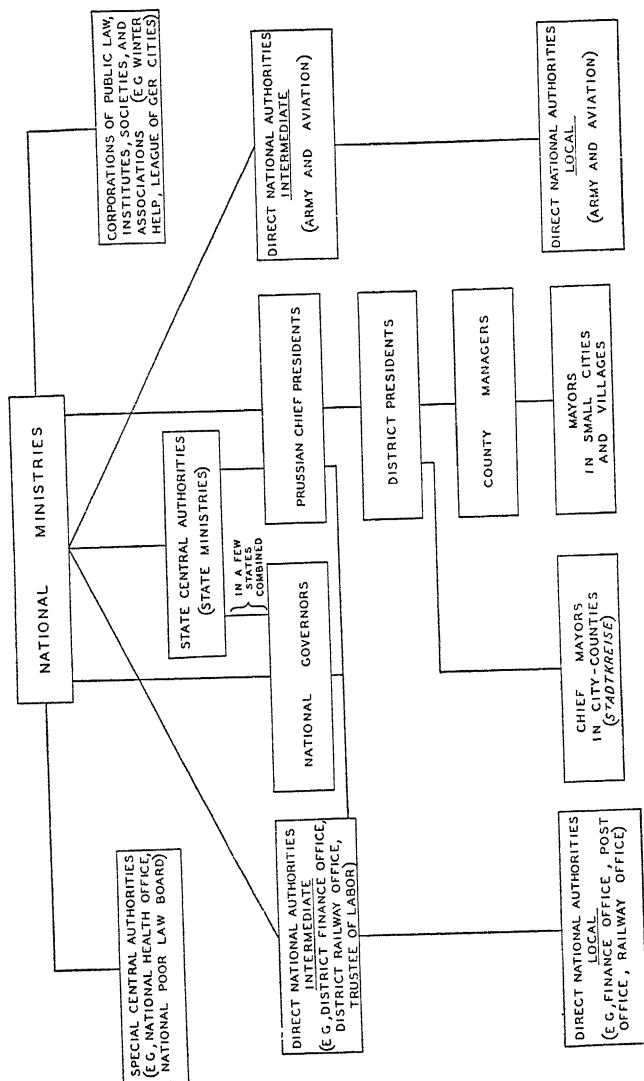 NATIONAL MINISTRIES
SPECIAL CENTRAL AUTHORITIES
(E G, NATIONAL HEALTH OFFICE,
NATIONAL POOR LAW BOARD)
CORPORATIONS OF PUBLIC LAW,
INSTITUTES, SOCIETIES, AND
ASSOCIATIONS (E G WINTER
HELP, LEAGUE OF GER CITIES)
STATE CENTRAL AUTHORITIES
(STATE MINISTRIES)
IN A FEW
STATES
COMBINED
DIRECT NATIONAL AUTHORITIES
INTERMEDIATE
(E G, DISTRICT FINANCE OFFICE,
DISTRICT RAILWAY OFFICE,
TRUSTEE OF LABOR)
NATIONAL GOVERNORS
PRUSSIAN CHIEF PRESIDENTS
DIRECT NATIONAL AUTHORITIES
INTERMEDIATE
(ARMY AND AVIATION)
DISTRICT PRESIDENTS
COUNTY MANAGERS
DIRECT NATIONAL AUTHORITIES
LOCAL
(E G, FINANCE OFFICE, POST
OFFICE, RAILWAY OFFICE)
CHIEF MAYORS
IN CITY-COUNTIES
(STADTKREISE)
MAYORS
IN SMALL CITIES
AND VILLAGES
DIRECT NATIONAL AUTHORITIES
LOCAL
(ARMY AND AVIATION)